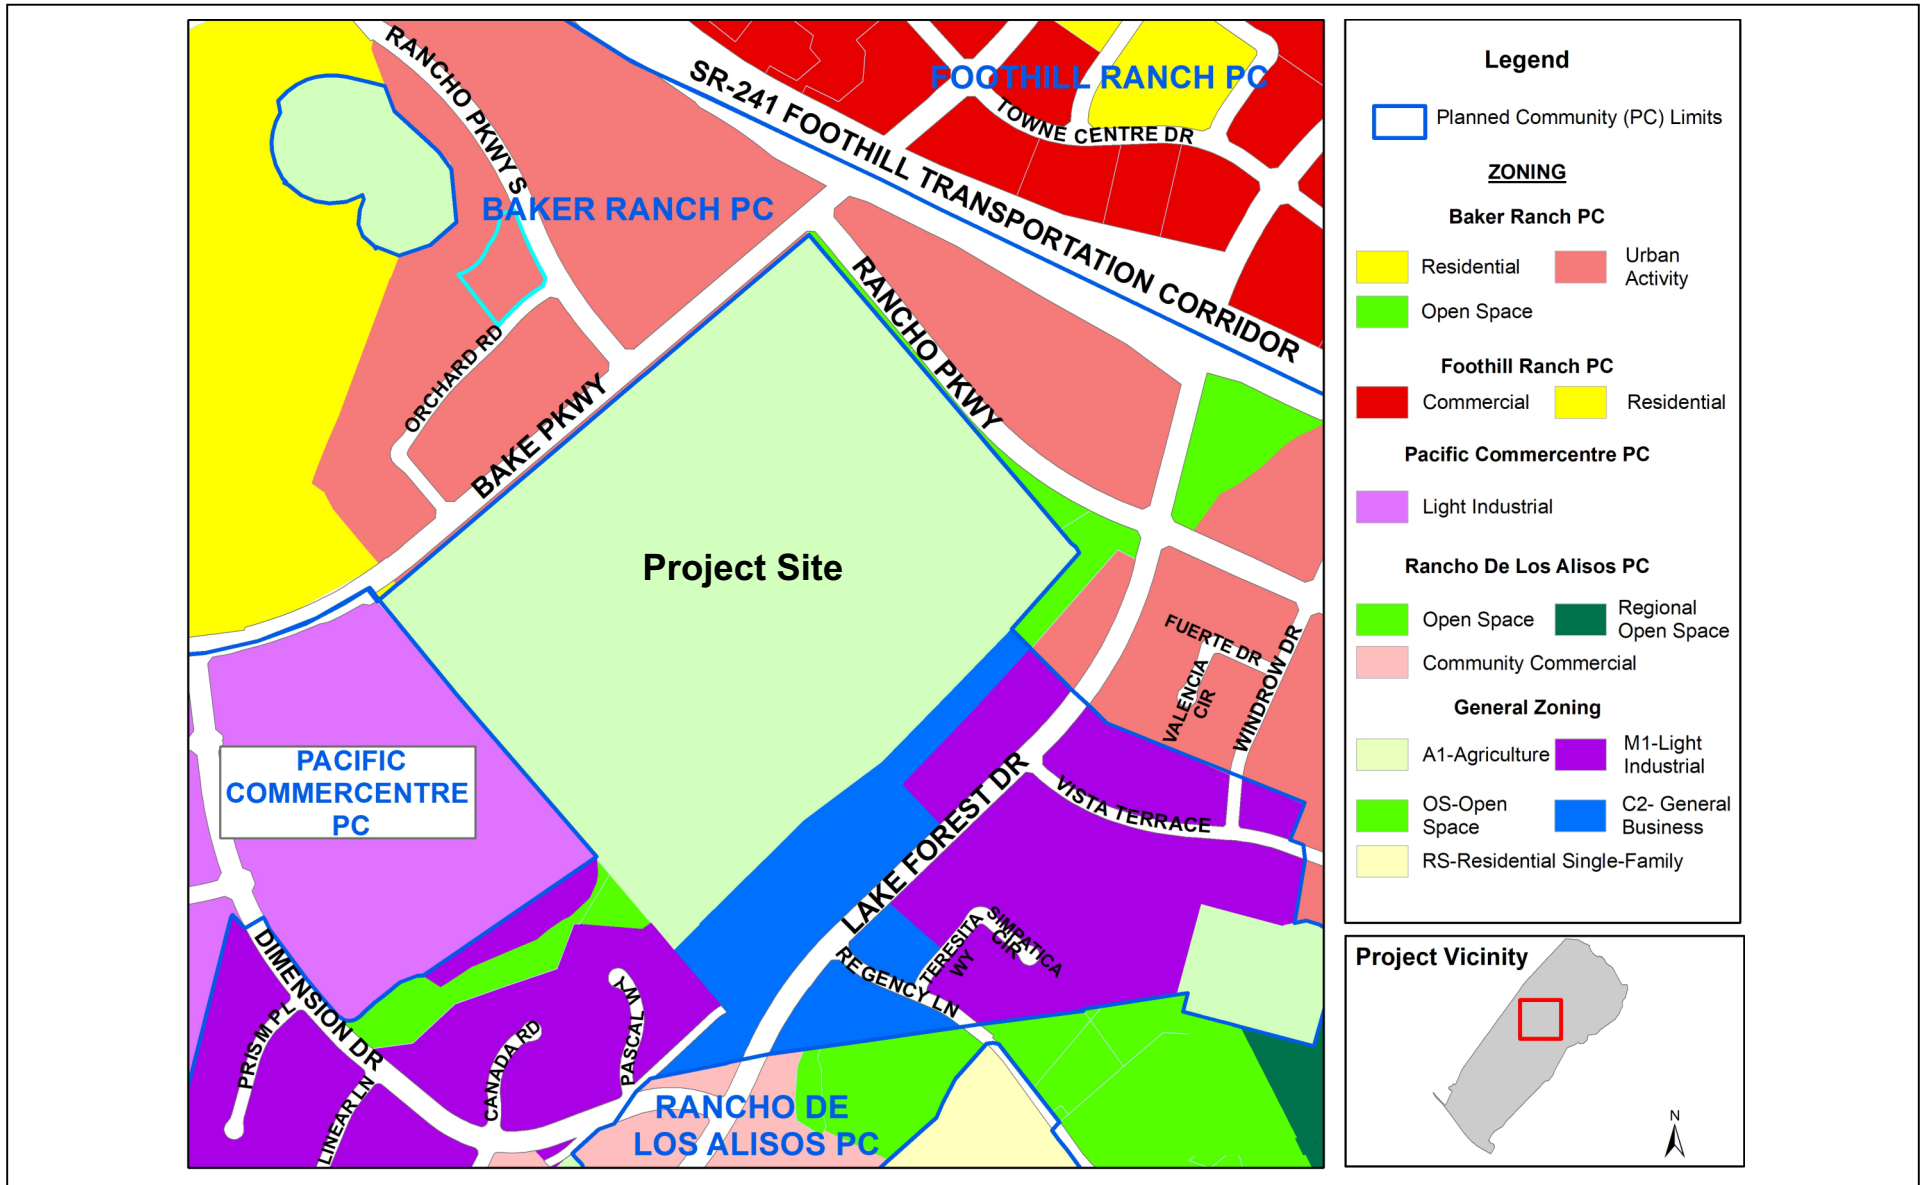 RANCHO PKWY S
SR-241 FOOTHILL TRANSPORTATION CORRIDOR
FOOTHILL RANCH PC
TOWNE CENTRE DR
BAKER RANCH PC
RANCHO PKWY
ORCHARD RD
BAKE PKWY
Project Site
FUERTE DR
VALENCIA
CIR
WINDROW DR
PACIFIC
COMMERCENTRE
PC
LAKE FOREST DR
VISTA TERRACE
DIMENSION DR
TERESITA
WY
SIMPATICA
CIR
REGENCY LN
PRISM PL
LINEAR LN
CANADA RD
PASCAL WY
RANCHO DE
LOS ALISOS PC
Legend
Planned Community (PC) Limits
ZONING
Baker Ranch PC
Residential
Urban
Activity
Open Space
Foothill Ranch PC
Commercial
Residential
Pacific Commercentre PC
Light Industrial
Rancho De Los Alisos PC
Open Space
Regional
Open Space
Community Commercial
General Zoning
A1-Agriculture
M1-Light
Industrial
OS-Open
Space
C2- General
Business
RS-Residential Single-Family
Project Vicinity
N